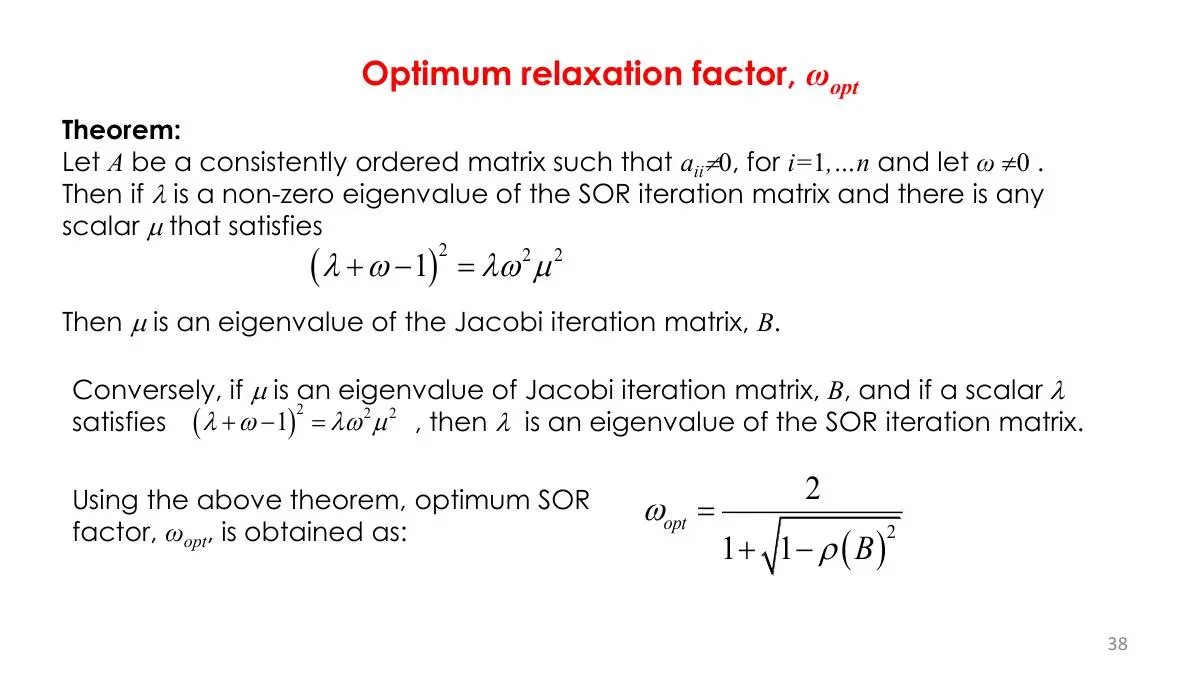 Optimum relaxation factor, ω_opt
Theorem:
Let A be a consistently ordered matrix such that a_ii≠0, for i=1,…n and let ω ≠0 .
Then if λ is a non-zero eigenvalue of the SOR iteration matrix and there is any
scalar μ that satisfies
(λ + ω − 1)² = λω²μ²
Then μ is an eigenvalue of the Jacobi iteration matrix, B.
Conversely, if μ is an eigenvalue of Jacobi iteration matrix, B, and if a scalar λ
satisfies (λ + ω − 1)² = λω²μ² , then λ is an eigenvalue of the SOR iteration matrix.
Using the above theorem, optimum SOR
factor, ω_opt, is obtained as:
ω_opt = 2 / (1 + √(1 − ρ(B)²))
38